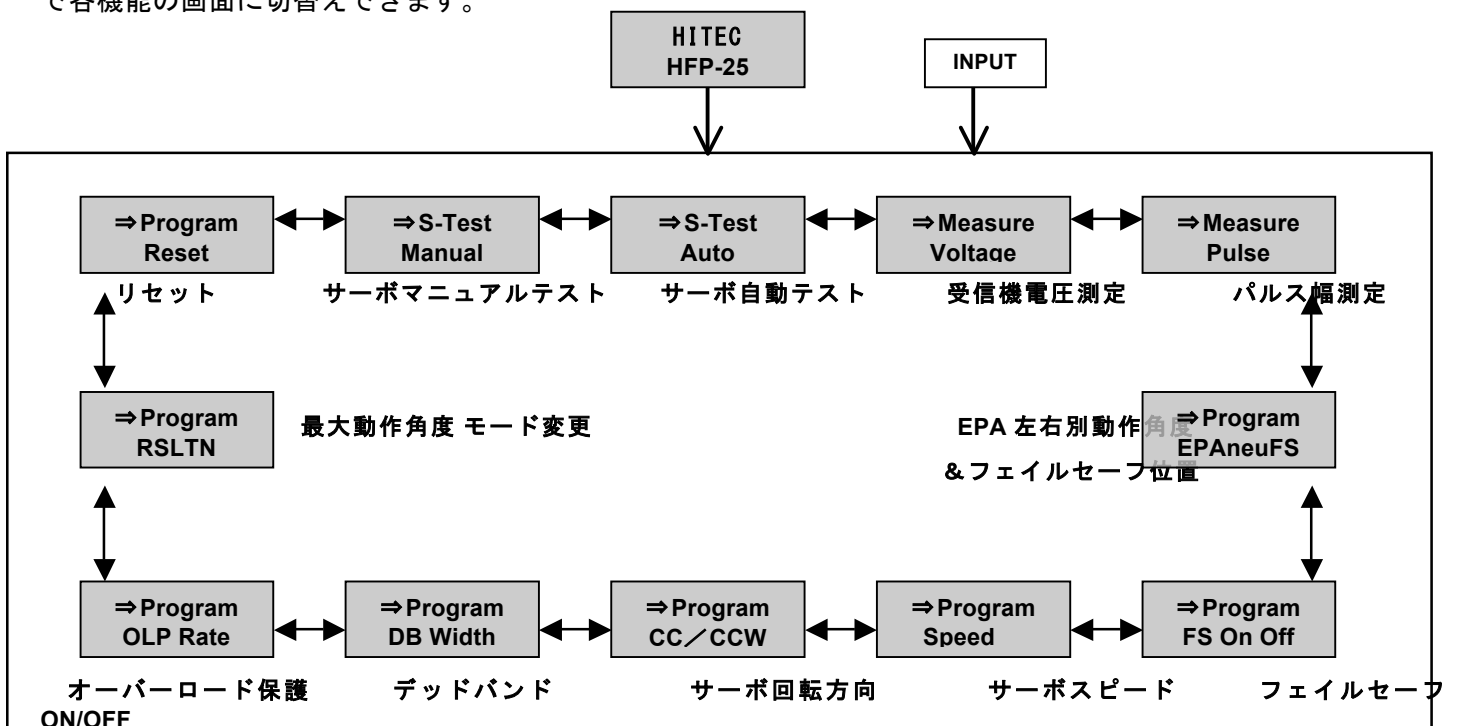 で各機能の画面に切替えできます。
HITEC
HFP-25
INPUT
⇒Program
Reset
⇒S-Test
Manual
⇒S-Test
Auto
⇒Measure
Voltage
⇒Measure
Pulse
リセット
サーボマニュアルテスト
サーボ自動テスト
受信機電圧測定
パルス幅測定
⇒Program
RSLTN
最大動作角度 モード変更
EPA 左右別動作角度
&フェイルセーフ位置
⇒Program
EPAneuFS
⇒Program
OLP Rate
⇒Program
DB Width
⇒Program
CC／CCW
⇒Program
Speed
⇒Program
FS On Off
オーバーロード保護
ON/OFF
デッドバンド
サーボ回転方向
サーボスピード
フェイルセーフ